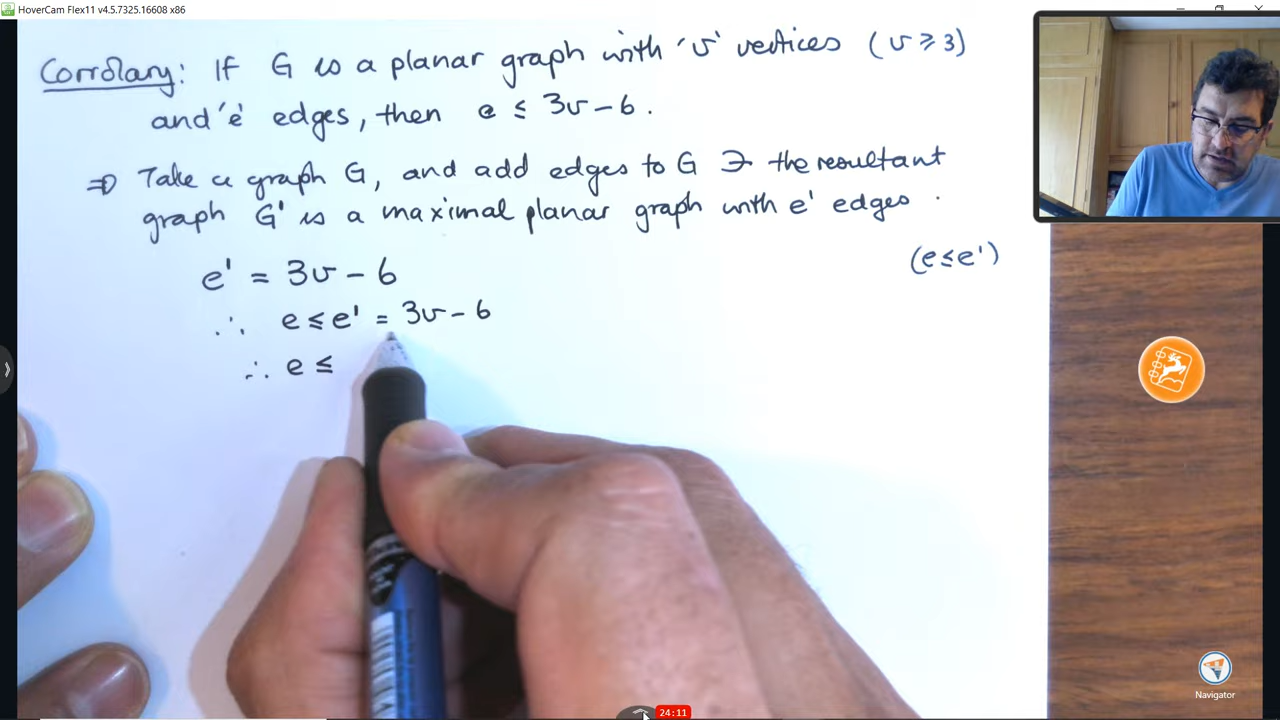 HoverCam Flex11 v4.5.7325.16608 x86
Corrolary: If G is a planar graph with 'v' vertices (v ≥ 3)
and 'e' edges, then e ≤ 3v - 6.
⇒ Take a graph G, and add edges to G ∋ the resultant
graph G' is a maximal planar graph with e' edges.
(e ≤ e')
e' = 3v - 6
∴ e ≤ e' = 3v - 6
∴ e ≤
Navigator
24:11